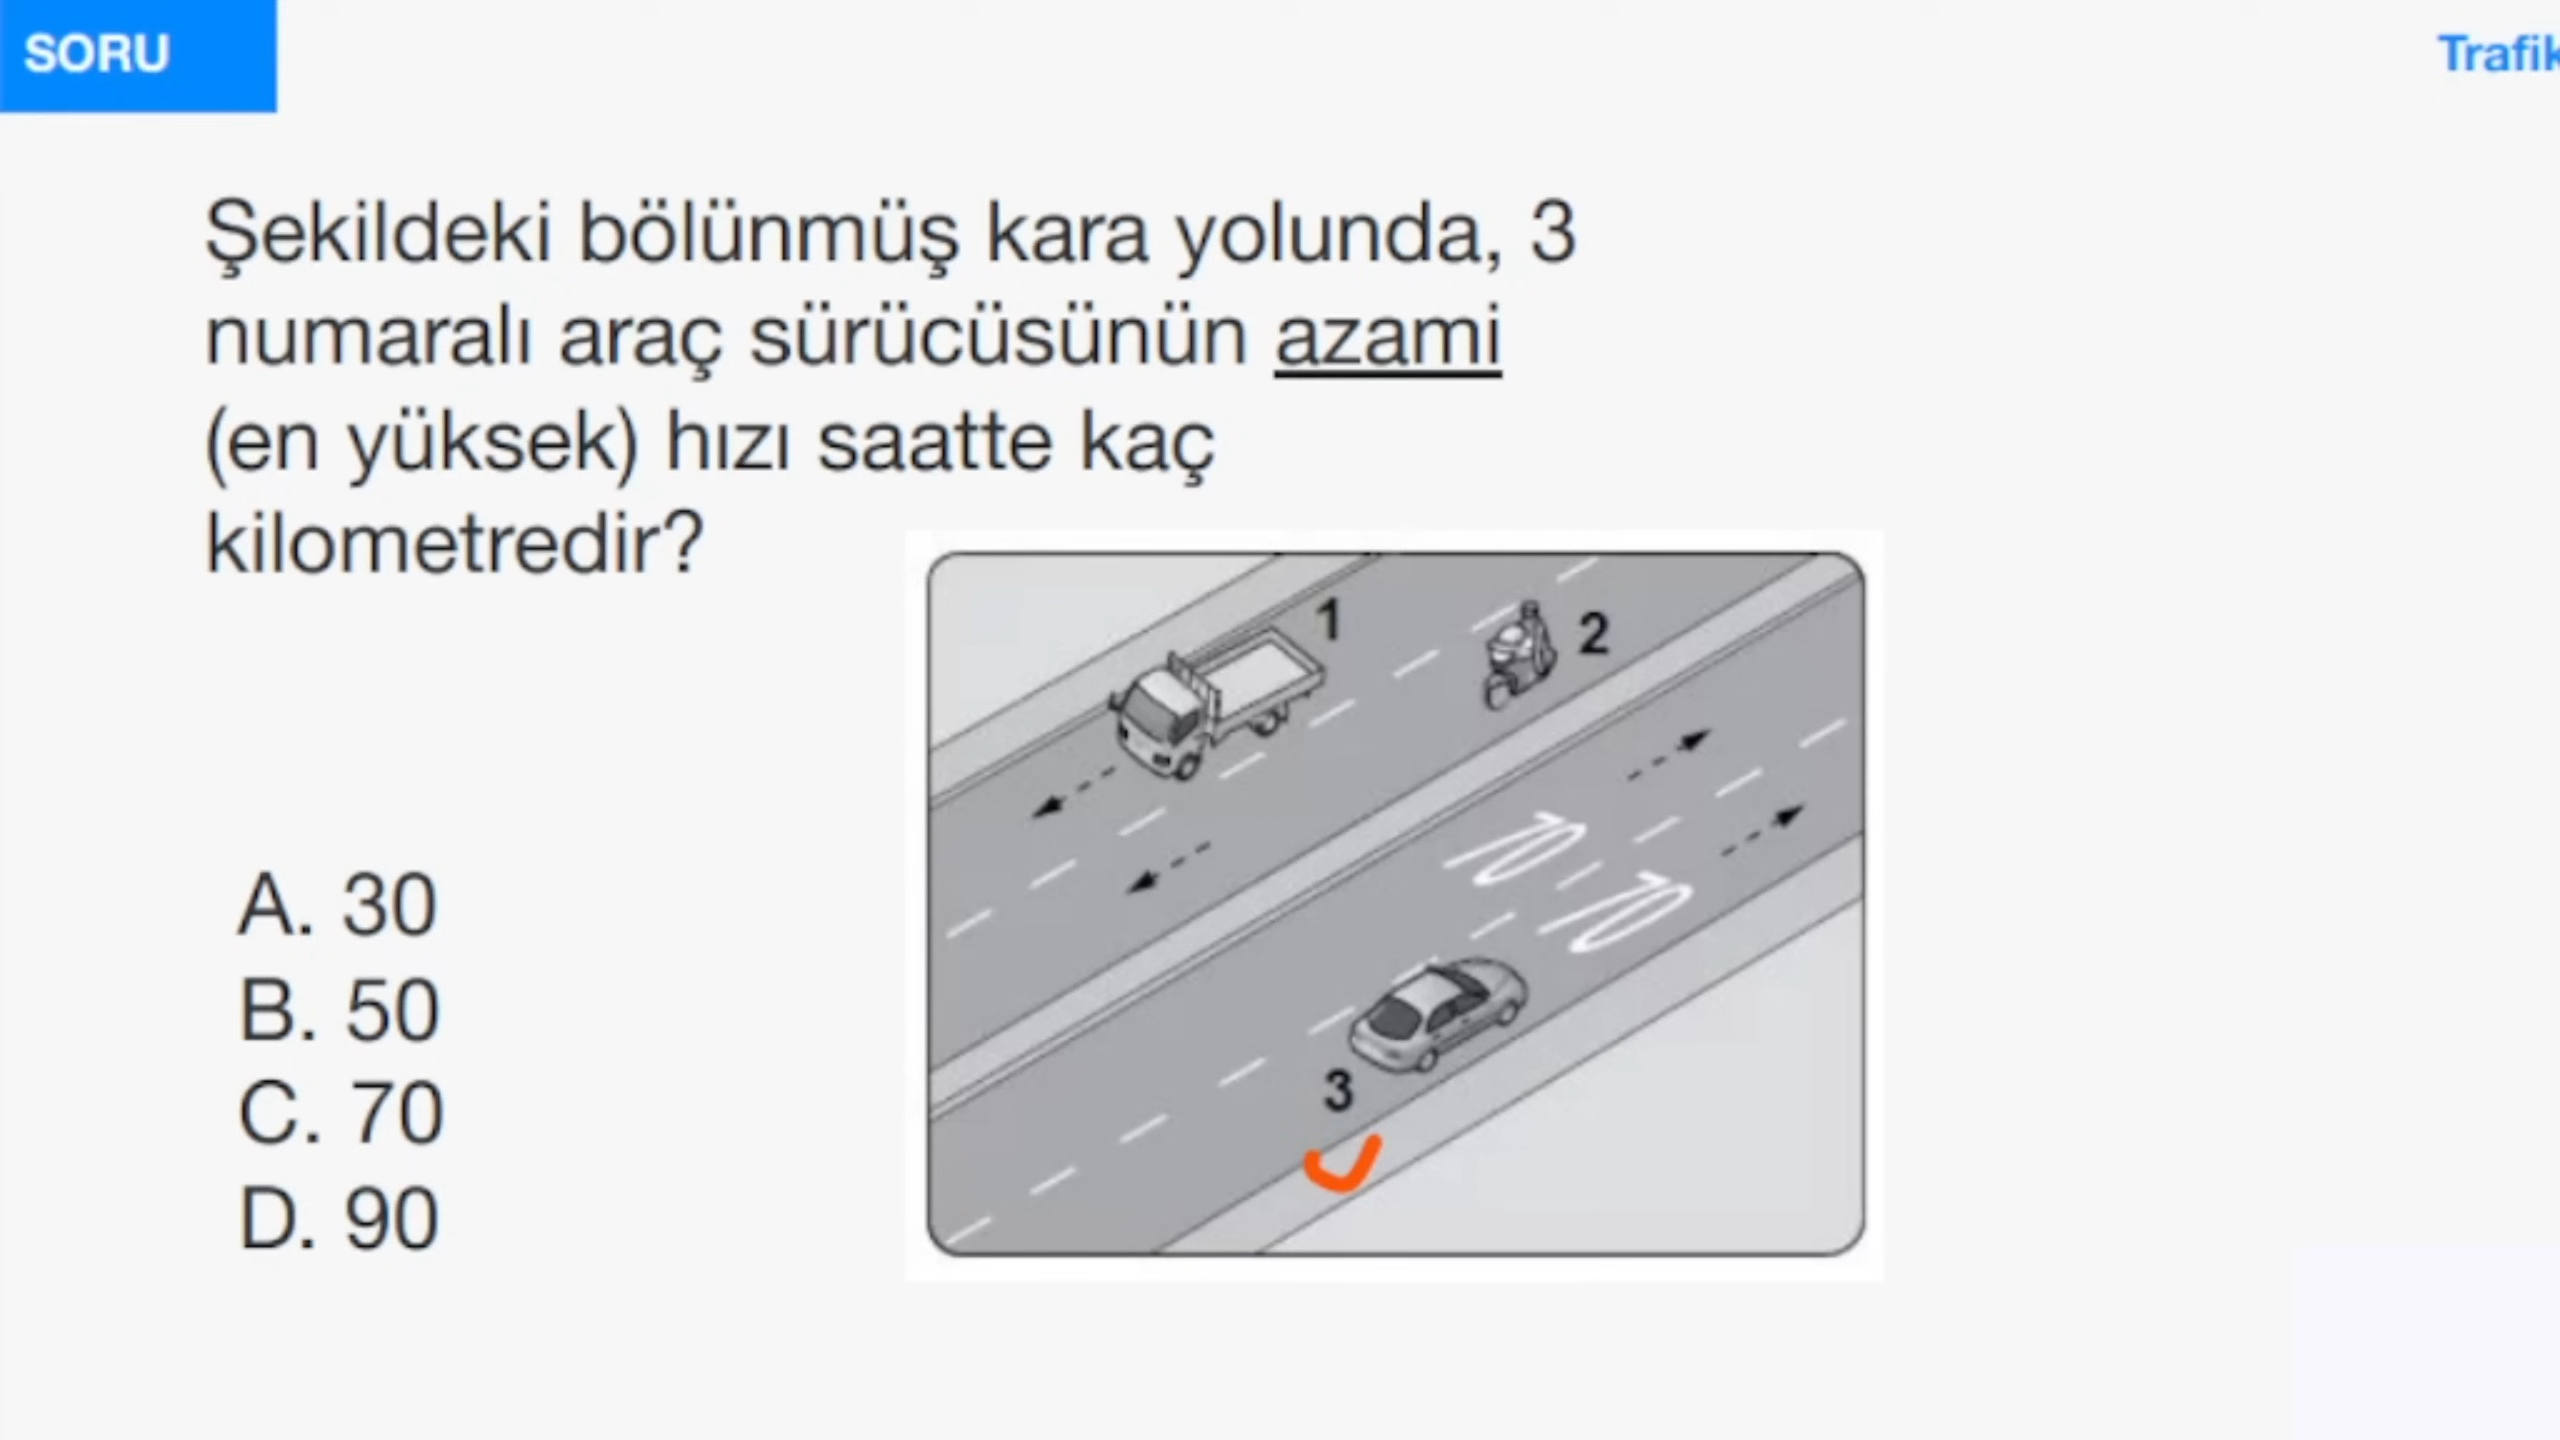 SORU
Trafik
Şekildeki bölünmüş kara yolunda, 3
numaralı araç sürücüsünün azami
(en yüksek) hızı saatte kaç
kilometredir?
1
2
70
70
3
A. 30
B. 50
C. 70
D. 90